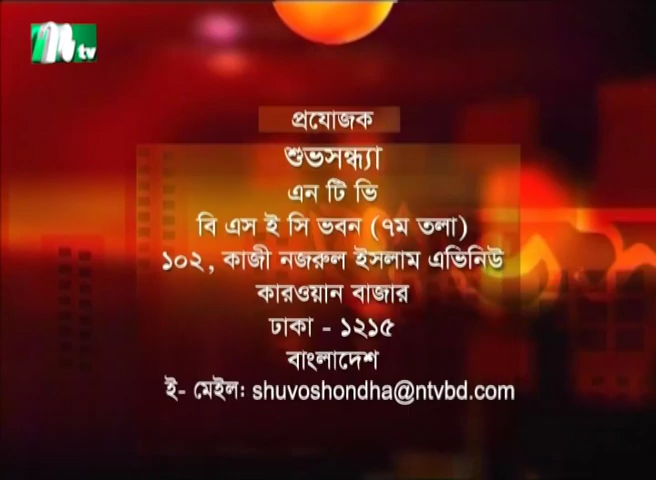 ntv
প্রযোজক
শুভসন্ধ্যা
এন টি ভি
বি এস ই সি ভবন (৭ম তলা)
১০২, কাজী নজরুল ইসলাম এভিনিউ
কারওয়ান বাজার
ঢাকা - ১২১৫
বাংলাদেশ
ই- মেইলঃ shuvoshondha@ntvbd.com